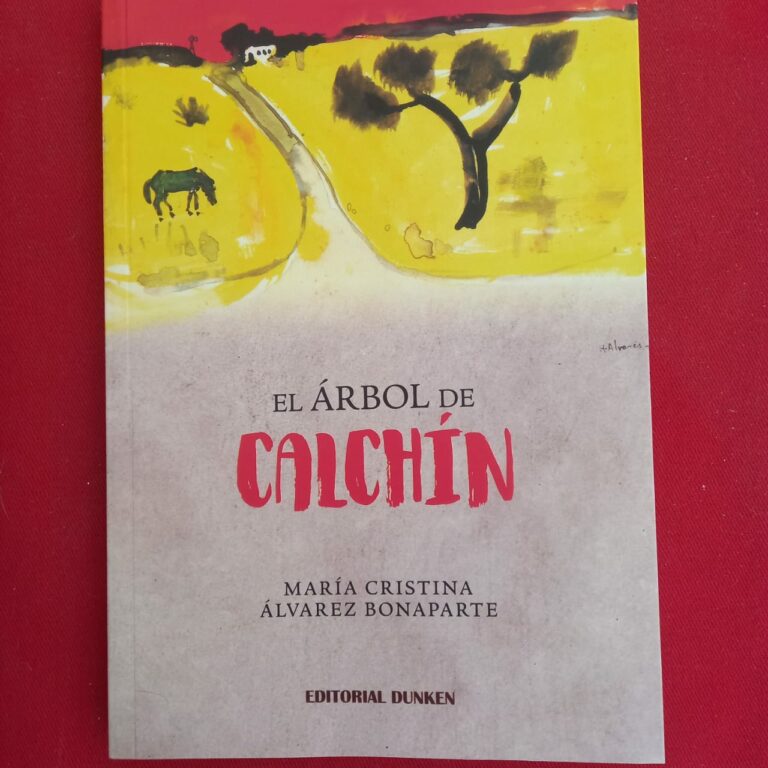 EL ÁRBOL DE
CALCHÍN
MARÍA CRISTINA
ÁLVAREZ BONAPARTE
EDITORIAL DUNKEN